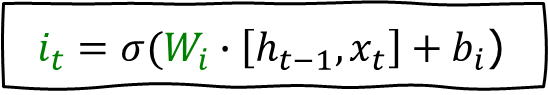 i_t = σ(W_i · [h_{t−1}, x_t] + b_i)